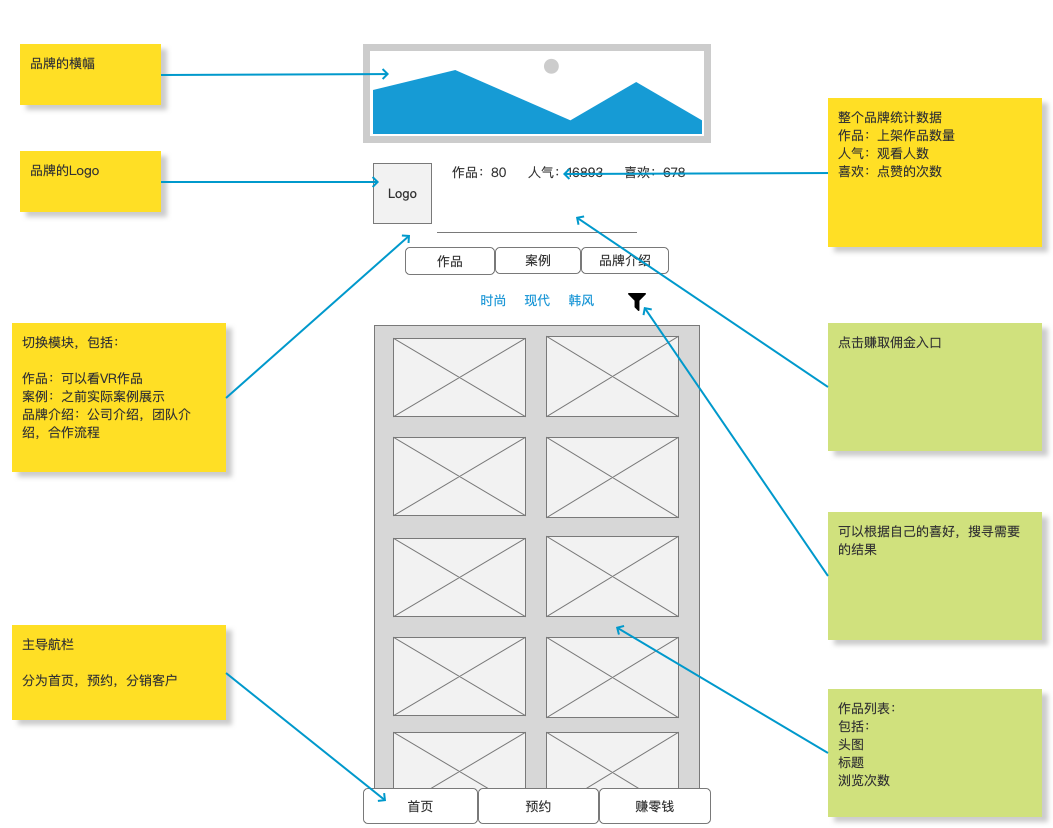 品牌的横幅
品牌的Logo
Logo
作品：80 人气：46893 喜欢：678
整个品牌统计数据
作品：上架作品数量
人气：观看人数
喜欢：点赞的次数
作品 案例 品牌介绍
时尚 现代 韩风
切换模块，包括：
作品：可以看VR作品
案例：之前实际案例展示
品牌介绍：公司介绍，团队介
绍，合作流程
点击赚取佣金入口
可以根据自己的喜好，搜寻需要
的结果
主导航栏
分为首页，预约，分销客户
作品列表：
包括：
头图
标题
浏览次数
首页 预约 赚零钱